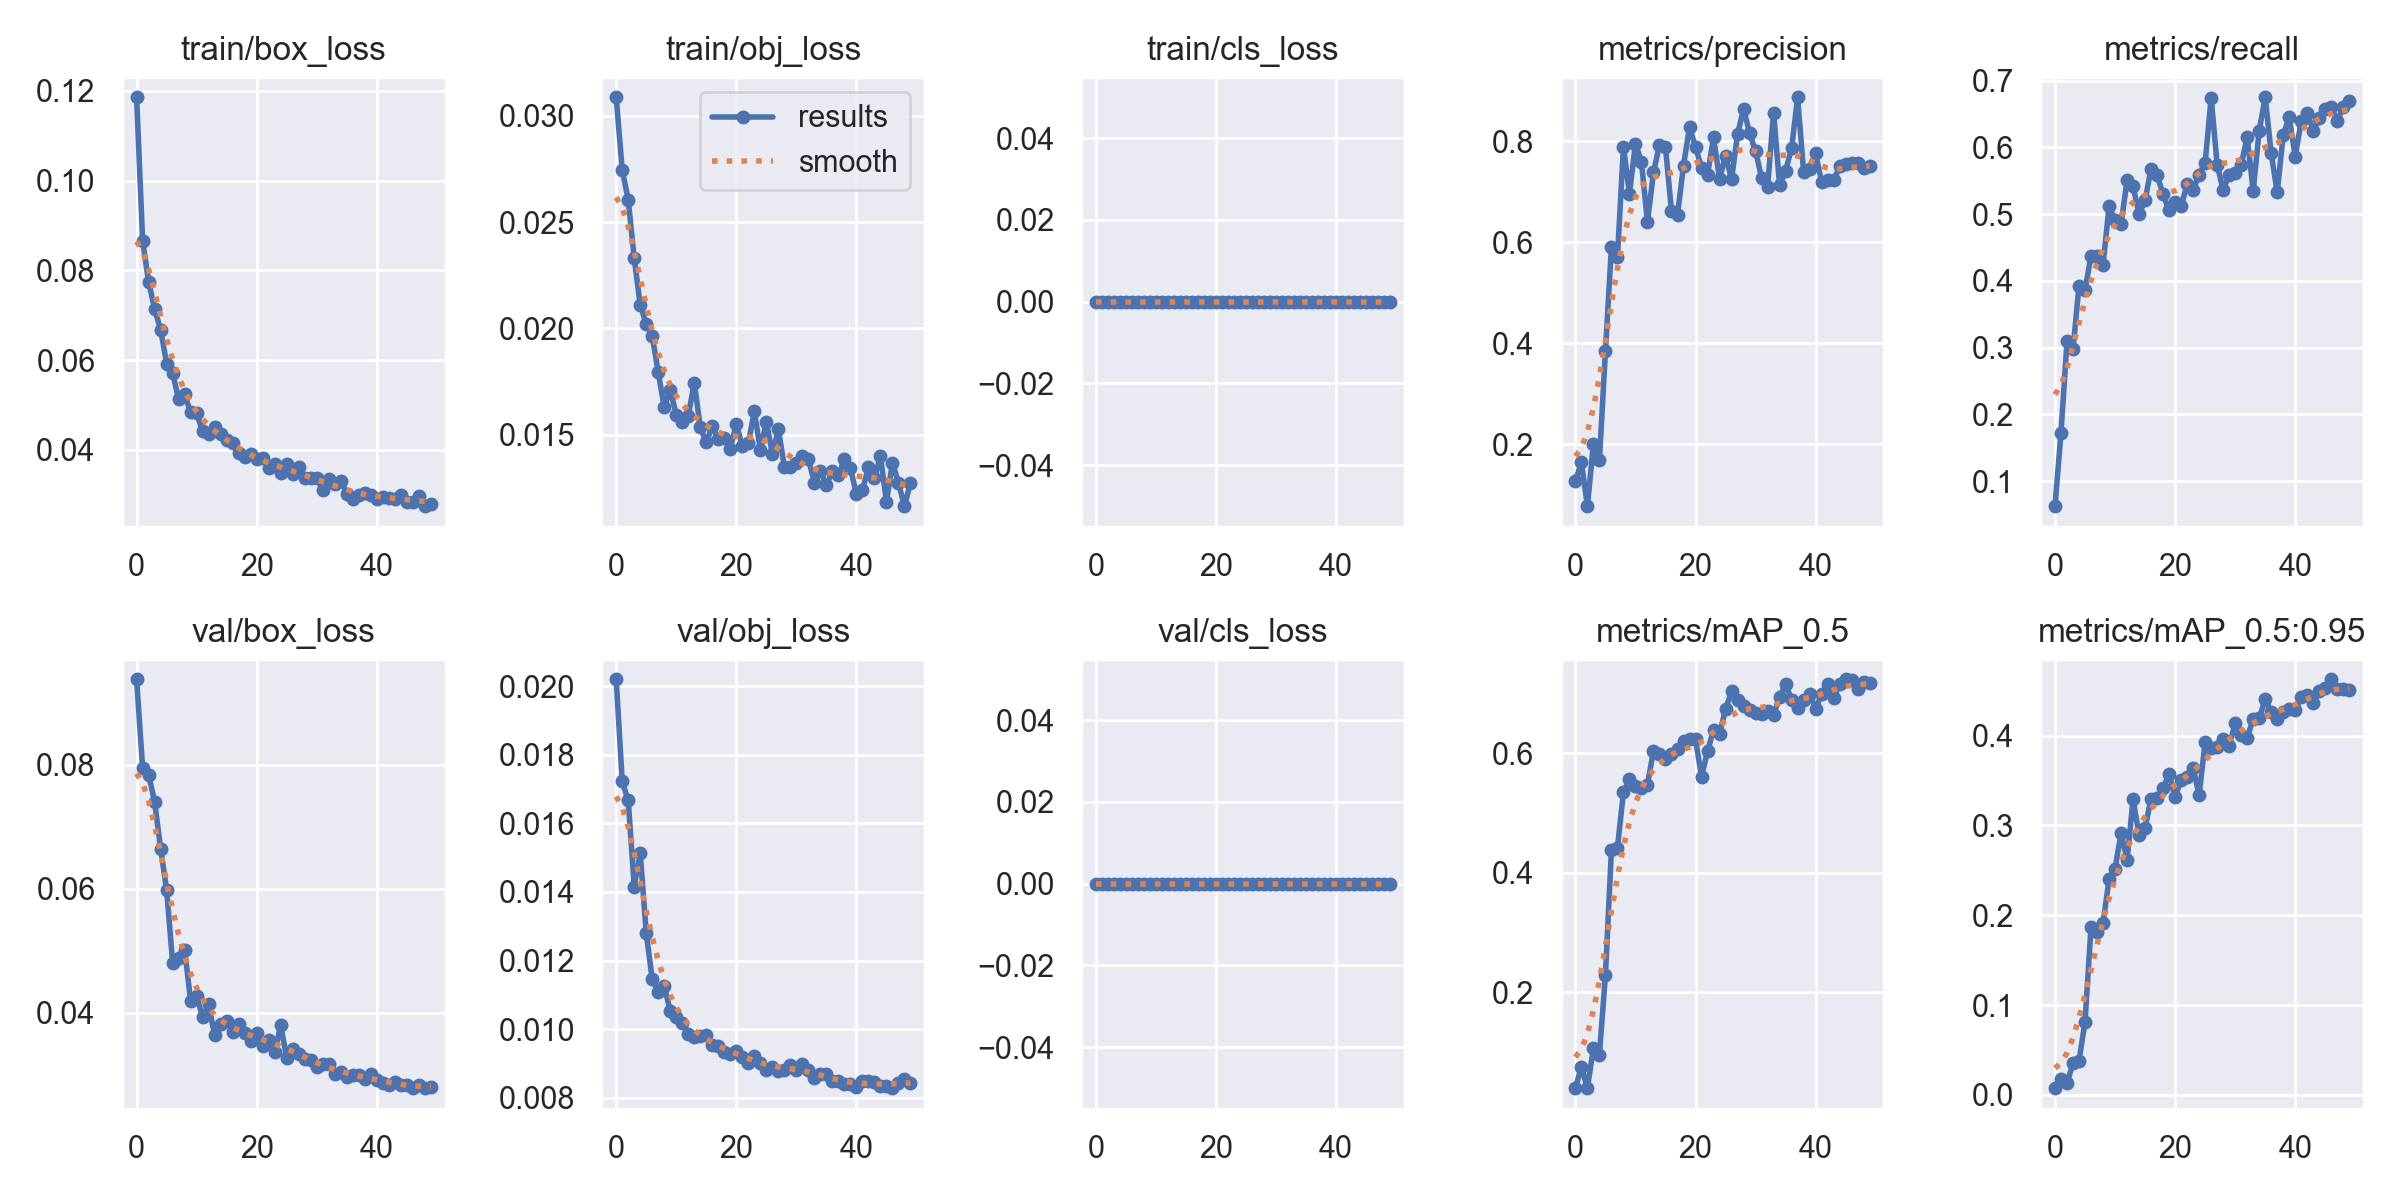 train/box_loss
0.12
0.10
0.08
0.06
0.04
0 20 40
train/obj_loss
results
smooth
0.030
0.025
0.020
0.015
0 20 40
train/cls_loss
0.04
0.02
0.00
−0.02
−0.04
0 20 40
metrics/precision
0.8
0.6
0.4
0.2
0 20 40
metrics/recall
0.7
0.6
0.5
0.4
0.3
0.2
0.1
0 20 40
val/box_loss
0.08
0.06
0.04
0 20 40
val/obj_loss
0.020
0.018
0.016
0.014
0.012
0.010
0.008
0 20 40
val/cls_loss
0.04
0.02
0.00
−0.02
−0.04
0 20 40
metrics/mAP_0.5
0.6
0.4
0.2
0 20 40
metrics/mAP_0.5:0.95
0.4
0.3
0.2
0.1
0.0
0 20 40